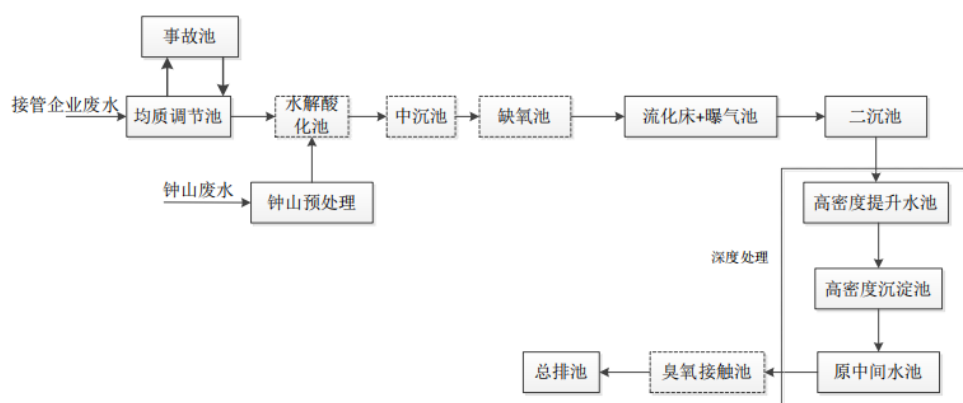 事故池
接管企业废水
均质调节池
水解酸
化池
中沉池
缺氧池
流化床+曝气池
二沉池
钟山废水
钟山预处理
高密度提升水池
深度处理
高密度沉淀池
总排池
臭氧接触池
原中间水池